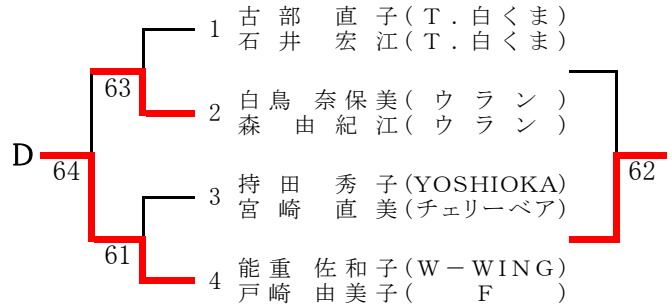 1 古部 直子(T.白くま)
石井 宏江(T.白くま)
63
2 白鳥 奈保美(ウラン)
森 由紀江(ウラン)
D 64 62
3 持田 秀子(YOSHIOKA)
宮崎 直美(チェリーベア)
61
4 能重 佐和子(W-WING)
戸崎 由美子(F)